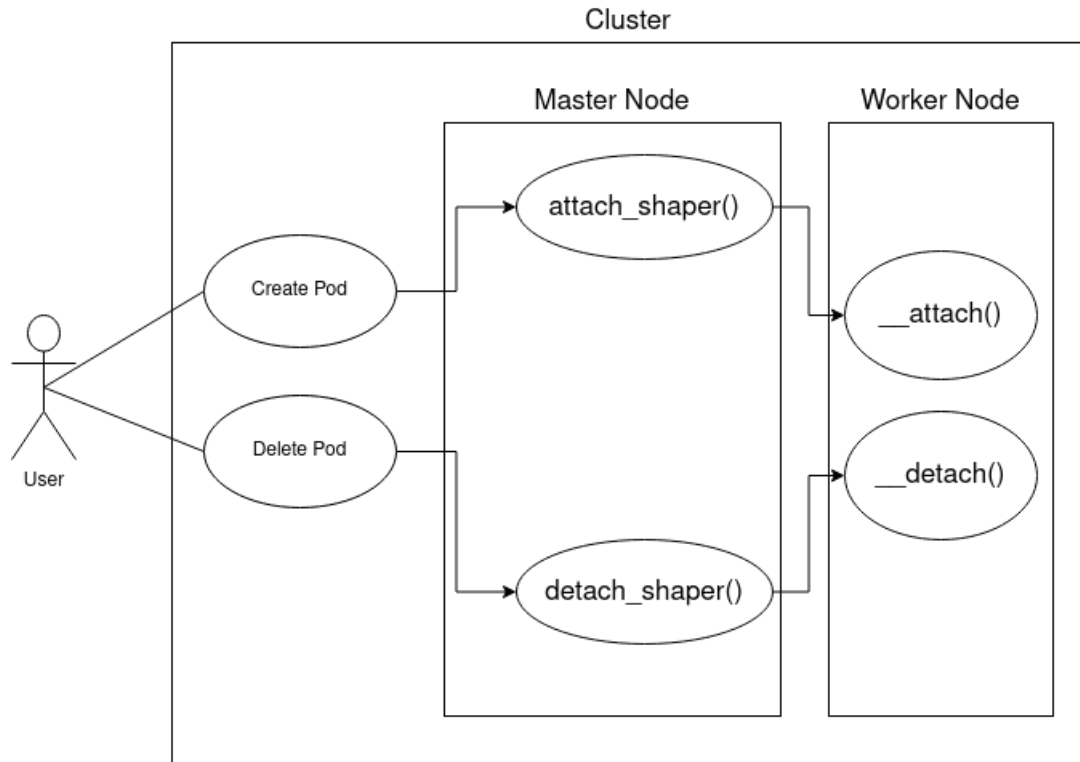 Cluster
Master Node
Worker Node
attach_shaper()
Create Pod
__attach()
Delete Pod
__detach()
User
detach_shaper()